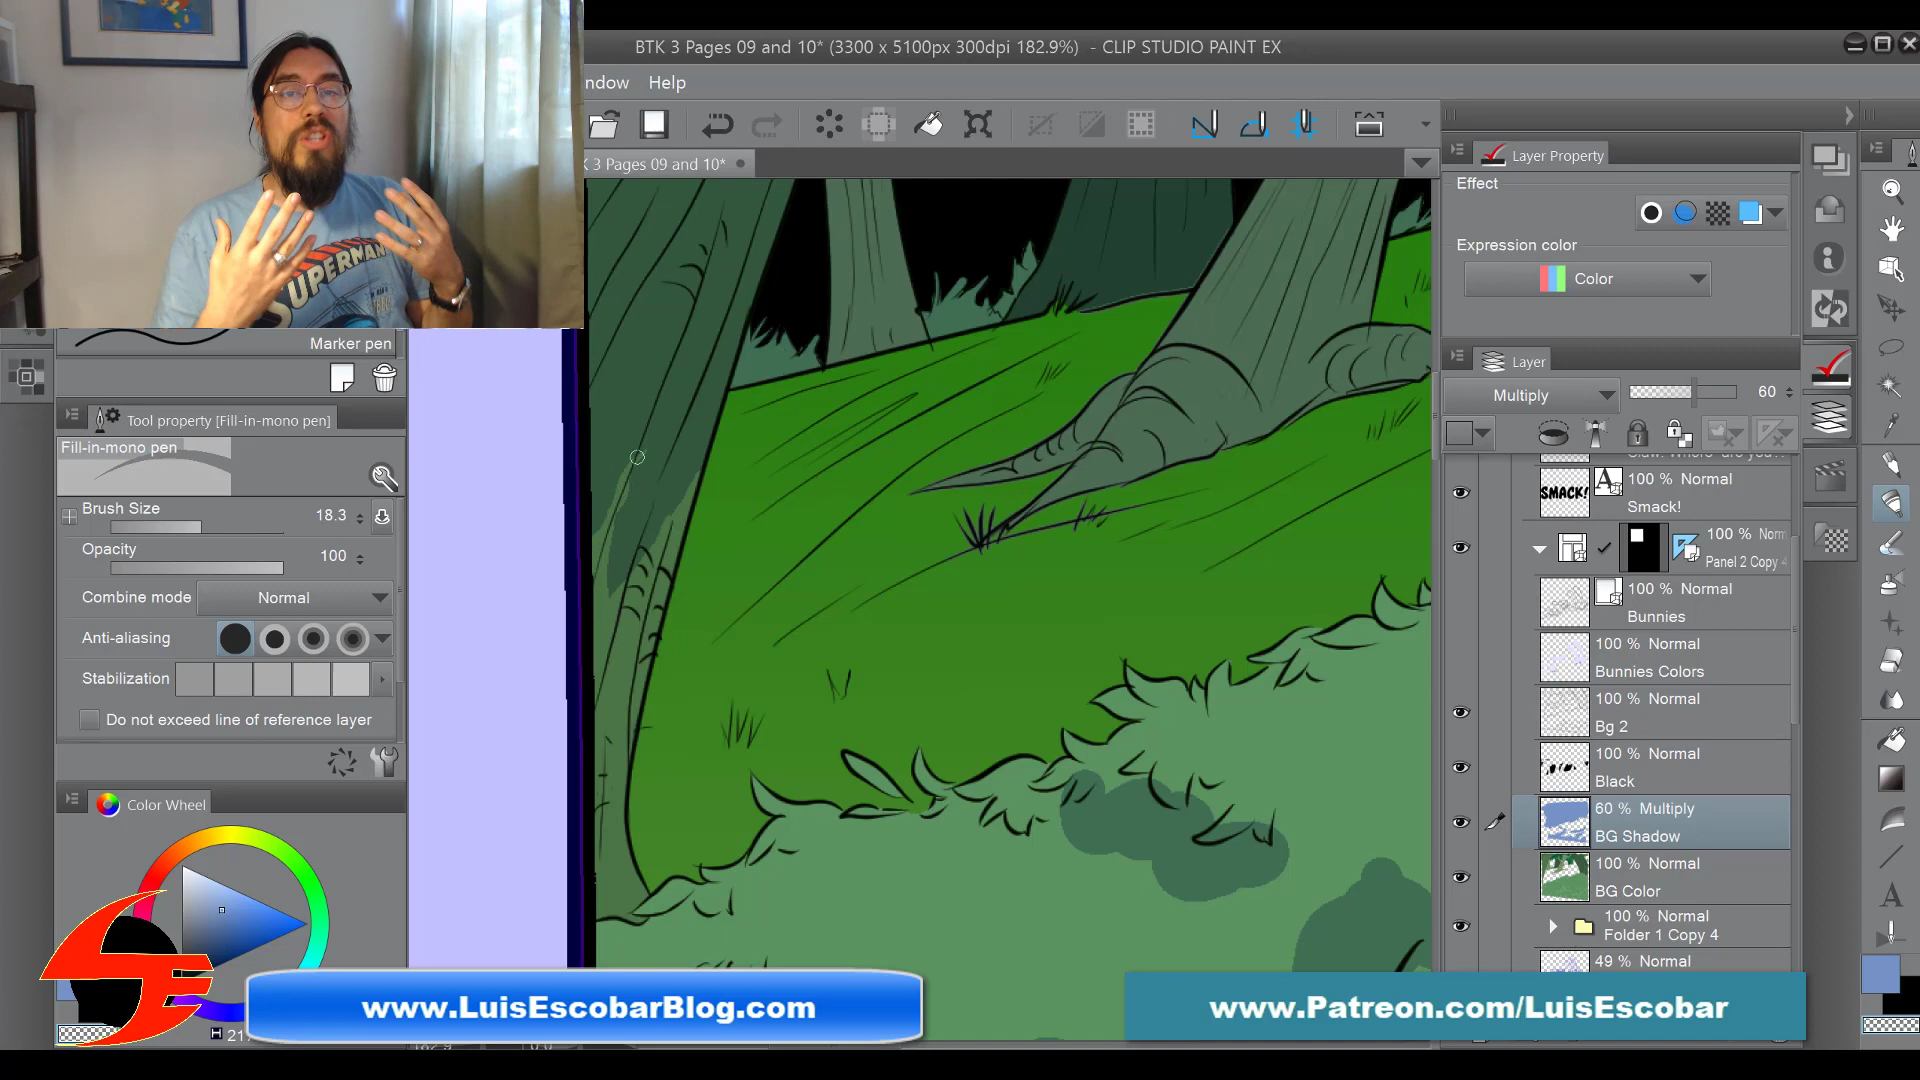 BTK 3 Pages 09 and 10* (3300 x 5100px 300dpi 182.9%) - CLIP STUDIO PAINT EX
ndow Help
3 Pages 09 and 10*
SUPERMAN
Marker pen
Tool property [Fill-in-mono pen]
Fill-in-mono pen
Brush Size 18.3
Opacity 100
Combine mode Normal
Anti-aliasing
Stabilization
Do not exceed line of reference layer
Color Wheel
H 21
Layer Property
Effect
Expression color
Color
Layer
Multiply 60
SMACK! A 100 % Normal
Smack!
100 % Norm
Panel 2 Copy 4
100 % Normal
Bunnies
100 % Normal
Bunnies Colors
100 % Normal
Bg 2
100 % Normal
Black
60 % Multiply
BG Shadow
100 % Normal
BG Color
100 % Normal
Folder 1 Copy 4
49 % Normal
A
www.LuisEscobarBlog.com
www.Patreon.com/LuisEscobar